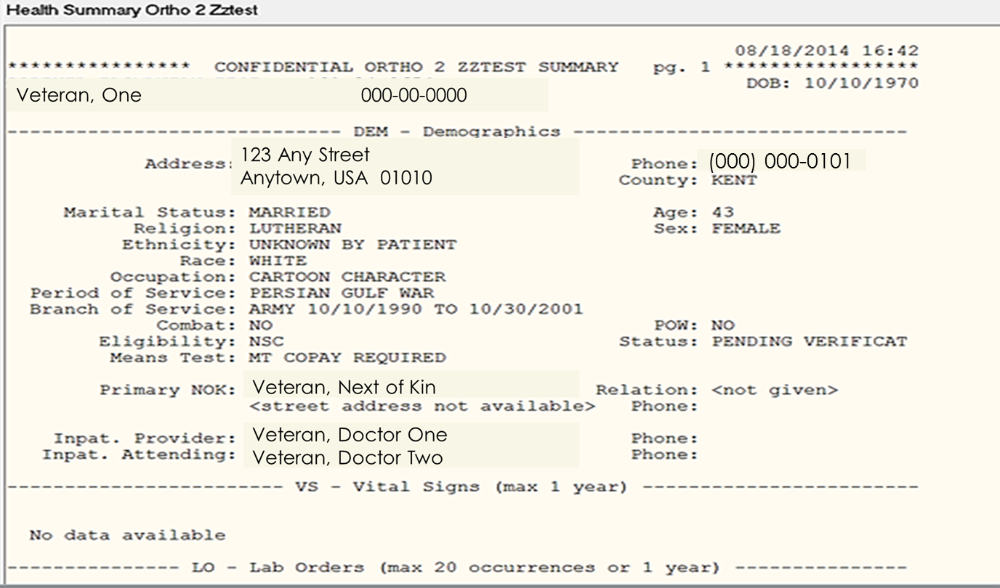 Health Summary Ortho 2 Zztest
08/18/2014 16:42
**************** CONFIDENTIAL ORTHO 2 ZZTEST SUMMARY pg. 1 *****************
DOB: 10/10/1970
Veteran, One 000-00-0000
----------------------------- DEM - Demographics -----------------------------
Address: 123 Any Street Phone: (000) 000-0101
Anytown, USA 01010 County: KENT
Marital Status: MARRIED Age: 43
Religion: LUTHERAN Sex: FEMALE
Ethnicity: UNKNOWN BY PATIENT
Race: WHITE
Occupation: CARTOON CHARACTER
Period of Service: PERSIAN GULF WAR
Branch of Service: ARMY 10/10/1990 TO 10/30/2001
Combat: NO POW: NO
Eligibility: NSC Status: PENDING VERIFICAT
Means Test: MT COPAY REQUIRED
Primary NOK: Veteran, Next of Kin Relation: <not given>
<street address not available> Phone:
Inpat. Provider: Veteran, Doctor One Phone:
Inpat. Attending: Veteran, Doctor Two Phone:
------------------------ VS - Vital Signs (max 1 year) ------------------------
No data available
--------------- LO - Lab Orders (max 20 occurrences or 1 year) ---------------